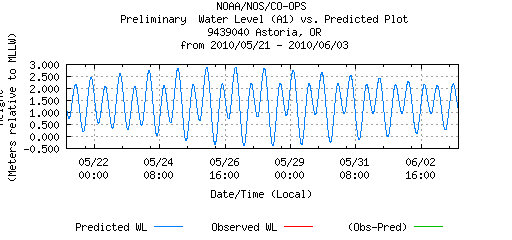 NOAA/NOS/CO-OPS
Preliminary Water Level (A1) vs. Predicted Plot
9439040 Astoria, OR
from 2010/05/21 - 2010/06/03
(Meters relative to MLLW)
3.000
2.500
2.000
1.500
1.000
0.500
0.000
-0.500
05/22 05/24 05/26 05/29 05/31 06/02
00:00 08:00 16:00 00:00 08:00 16:00
Date/Time (Local)
Predicted WL Observed WL (Obs-Pred)